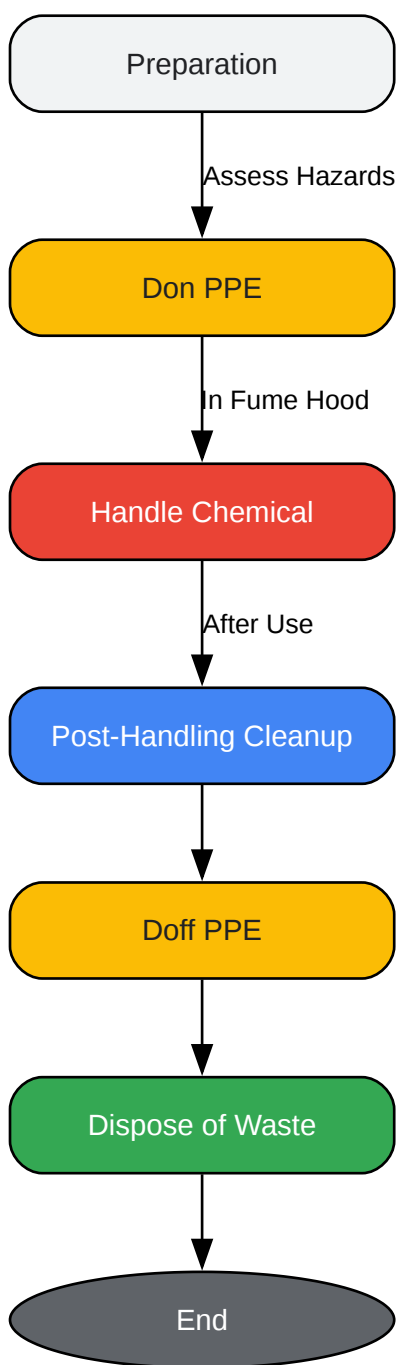 Preparation
Assess Hazards
Don PPE
In Fume Hood
Handle Chemical
After Use
Post-Handling Cleanup
Doff PPE
Dispose of Waste
End